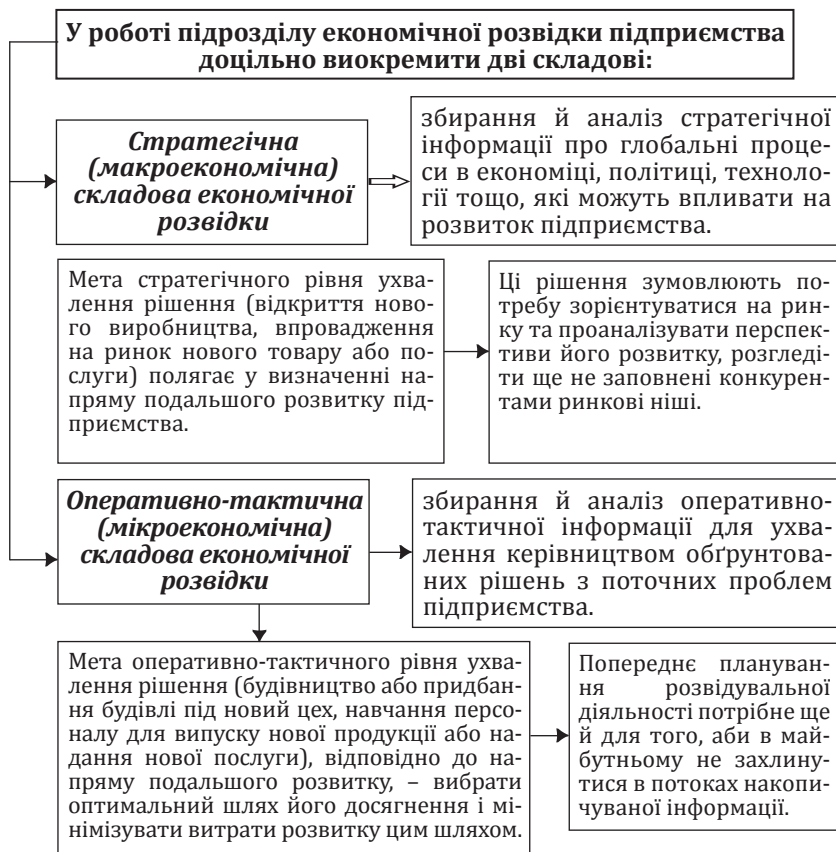 У роботі підрозділу економічної розвідки підприємства
доцільно виокремити дві складові:
Стратегічна
(макроекономічна)
складова економічної
розвідки
збирання й аналіз стратегічної
інформації про глобальні проце-
си в економіці, політиці, техноло-
гії тощо, які можуть впливати на
розвиток підприємства.
Мета стратегічного рівня ухва-
лення рішення (відкриття ново-
го виробництва, впровадження
на ринок нового товару або по-
слуги) полягає у визначенні на-
пряму подальшого розвитку під-
приємства.
Ці рішення зумовлюють по-
требу зорієнтуватися на рин-
ку та проаналізувати перспек-
тиви його розвитку, розгледі-
ти ще не заповнені конкурен-
тами ринкові ніші.
Оперативно-тактична
(мікроекономічна)
складова економічної
розвідки
збирання й аналіз оперативно-
тактичної інформації для ухва-
лення керівництвом обґрунтова-
них рішень з поточних проблем
підприємства.
Мета оперативно-тактичного рівня ухва-
лення рішення (будівництво або придбан-
ня будівлі під новий цех, навчання персо-
налу для випуску нової продукції або на-
дання нової послуги), відповідно до на-
пряму подальшого розвитку, – вибрати
оптимальний шлях його досягнення і мі-
німізувати витрати розвитку цим шляхом.
Попереднє плануван-
ня розвідувальної
діяльності потрібне ще
й для того, аби в май-
бутньому не захлину-
тися в потоках накопи-
чуваної інформації.